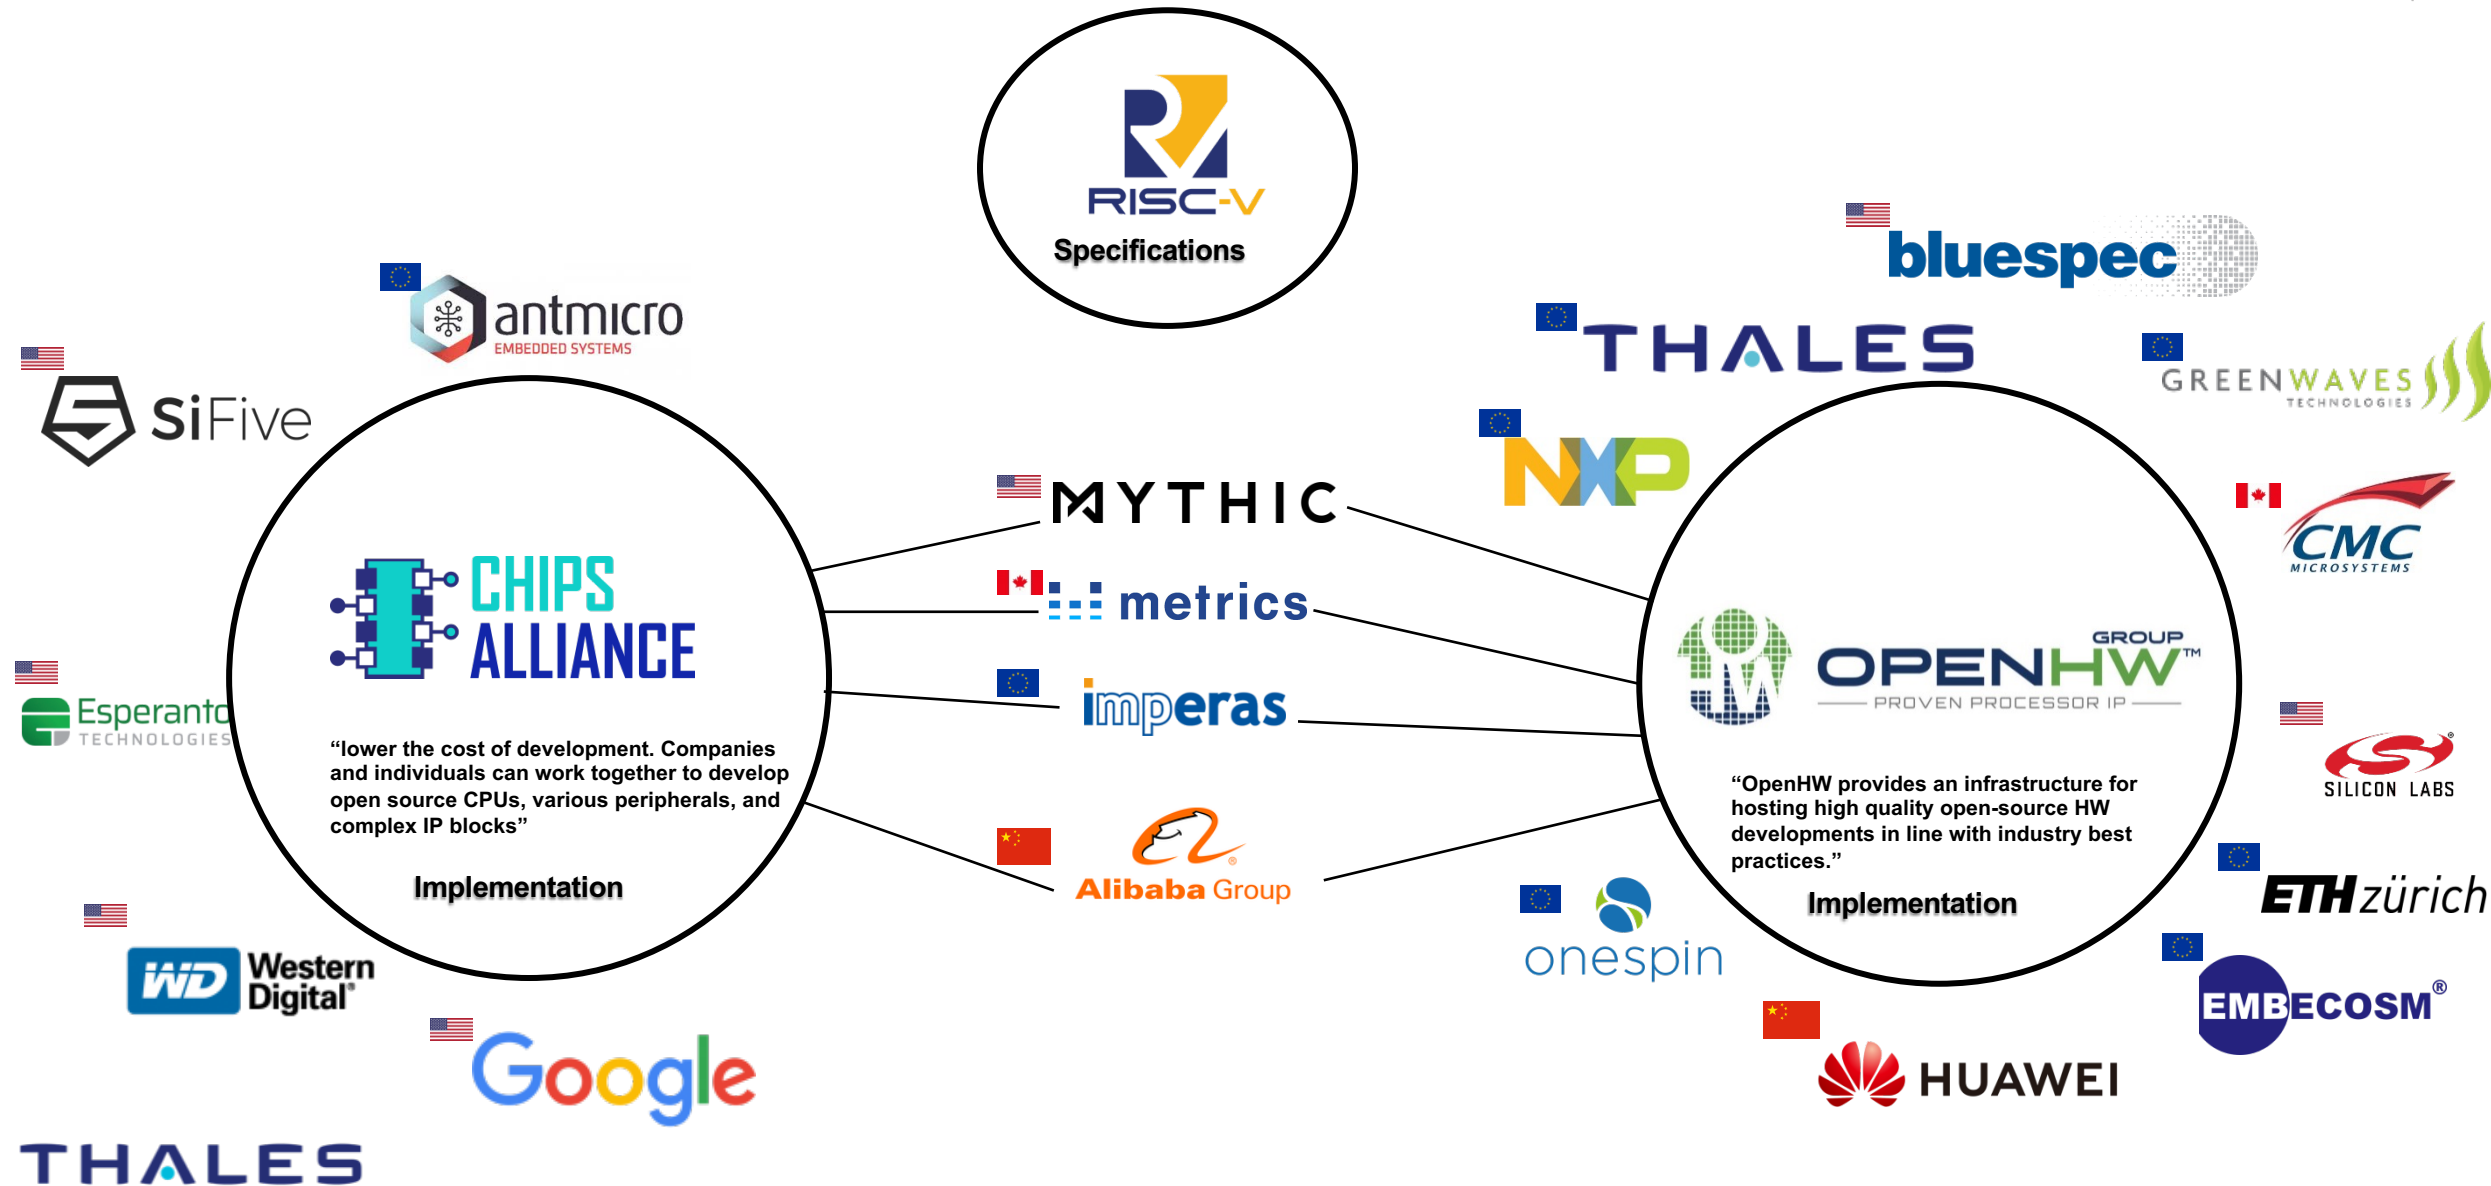 RISC-V
Specifications
bluespec
THALES
GREENWAVES
TECHNOLOGIES
antmicro
EMBEDDED SYSTEMS
SiFive
NXP
MYTHIC
CMC
MICROSYSTEMS
metrics
CHIPS
ALLIANCE
imperas
GROUP
OPENHW™
PROVEN PROCESSOR IP
Esperanto
TECHNOLOGIES
“lower the cost of development. Companies
and individuals can work together to develop
open source CPUs, various peripherals, and
complex IP blocks”
Implementation
Alibaba Group®
“OpenHW provides an infrastructure for
hosting high quality open-source HW
developments in line with industry best
practices.”
Implementation
SILICON LABS®
ETH zürich
onespin
EMBECOSM®
WD Western
Digital®
Google
HUAWEI
THALES